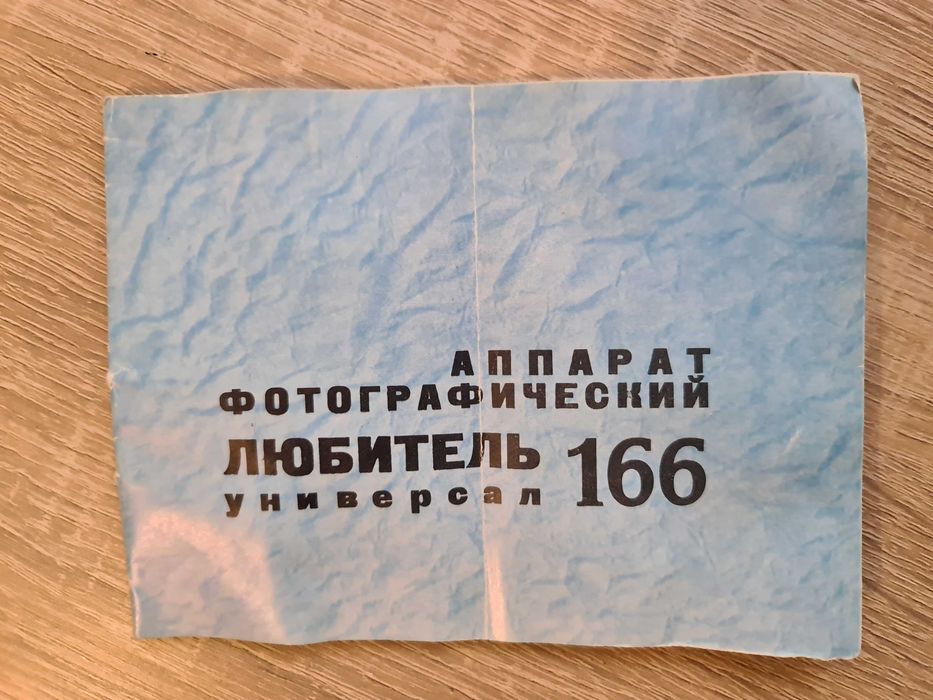 АППАРАТ
ФОТОГРАФИЧЕСКИЙ
ЛЮБИТЕЛЬ 166
универсал